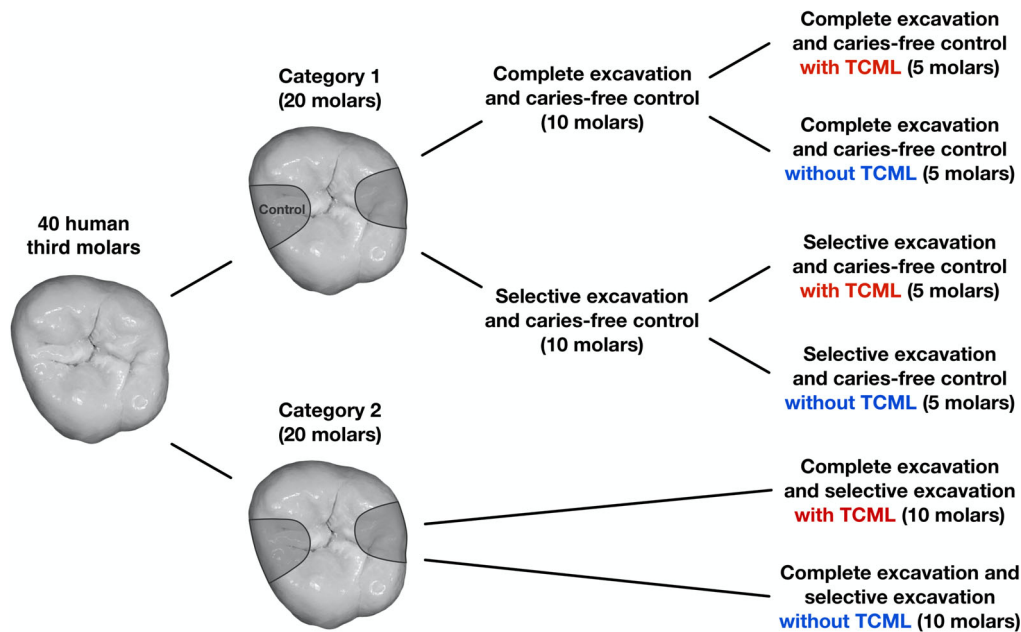 40 human
third molars
Category 1
(20 molars)
Control
Complete excavation
and caries-free control
(10 molars)
Complete excavation
and caries-free control
with TCML (5 molars)
Complete excavation
and caries-free control
without TCML (5 molars)
Selective excavation
and caries-free control
(10 molars)
Selective excavation
and caries-free control
with TCML (5 molars)
Selective excavation
and caries-free control
without TCML (5 molars)
Category 2
(20 molars)
Complete excavation
and selective excavation
with TCML (10 molars)
Complete excavation and
selective excavation
without TCML (10 molars)